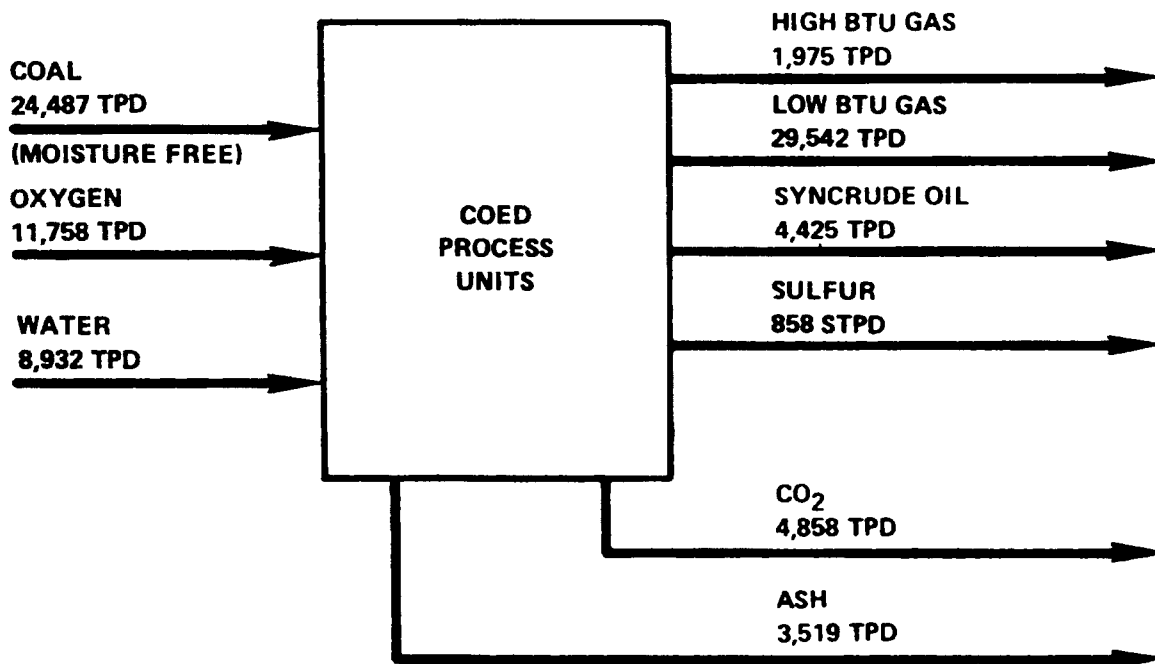 COAL
24,487 TPD
(MOISTURE FREE)
OXYGEN
11,758 TPD
WATER
8,932 TPD
COED
PROCESS
UNITS
HIGH BTU GAS
1,975 TPD
LOW BTU GAS
29,542 TPD
SYNCRUDE OIL
4,425 TPD
SULFUR
858 STPD
CO₂
4,858 TPD
ASH
3,519 TPD